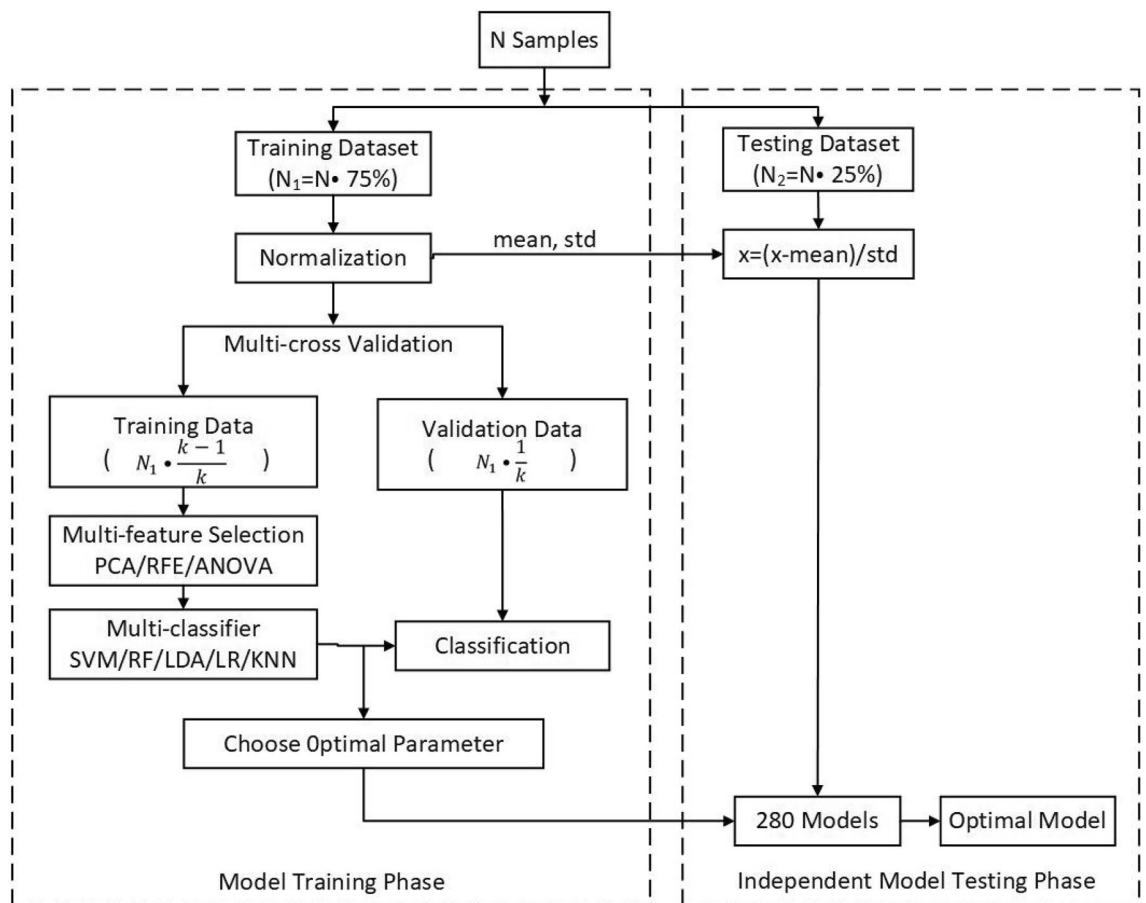 N Samples
Training Dataset
(N₁=N• 75%)
Testing Dataset
(N₂=N• 25%)
Normalization
mean, std
x=(x-mean)/std
Multi-cross Validation
Training Data
( N₁ • (k − 1)/k )
Validation Data
( N₁ • 1/k )
Multi-feature Selection
PCA/RFE/ANOVA
Multi-classifier
SVM/RF/LDA/LR/KNN
Classification
Choose 0ptimal Parameter
280 Models
Optimal Model
Model Training Phase
Independent Model Testing Phase